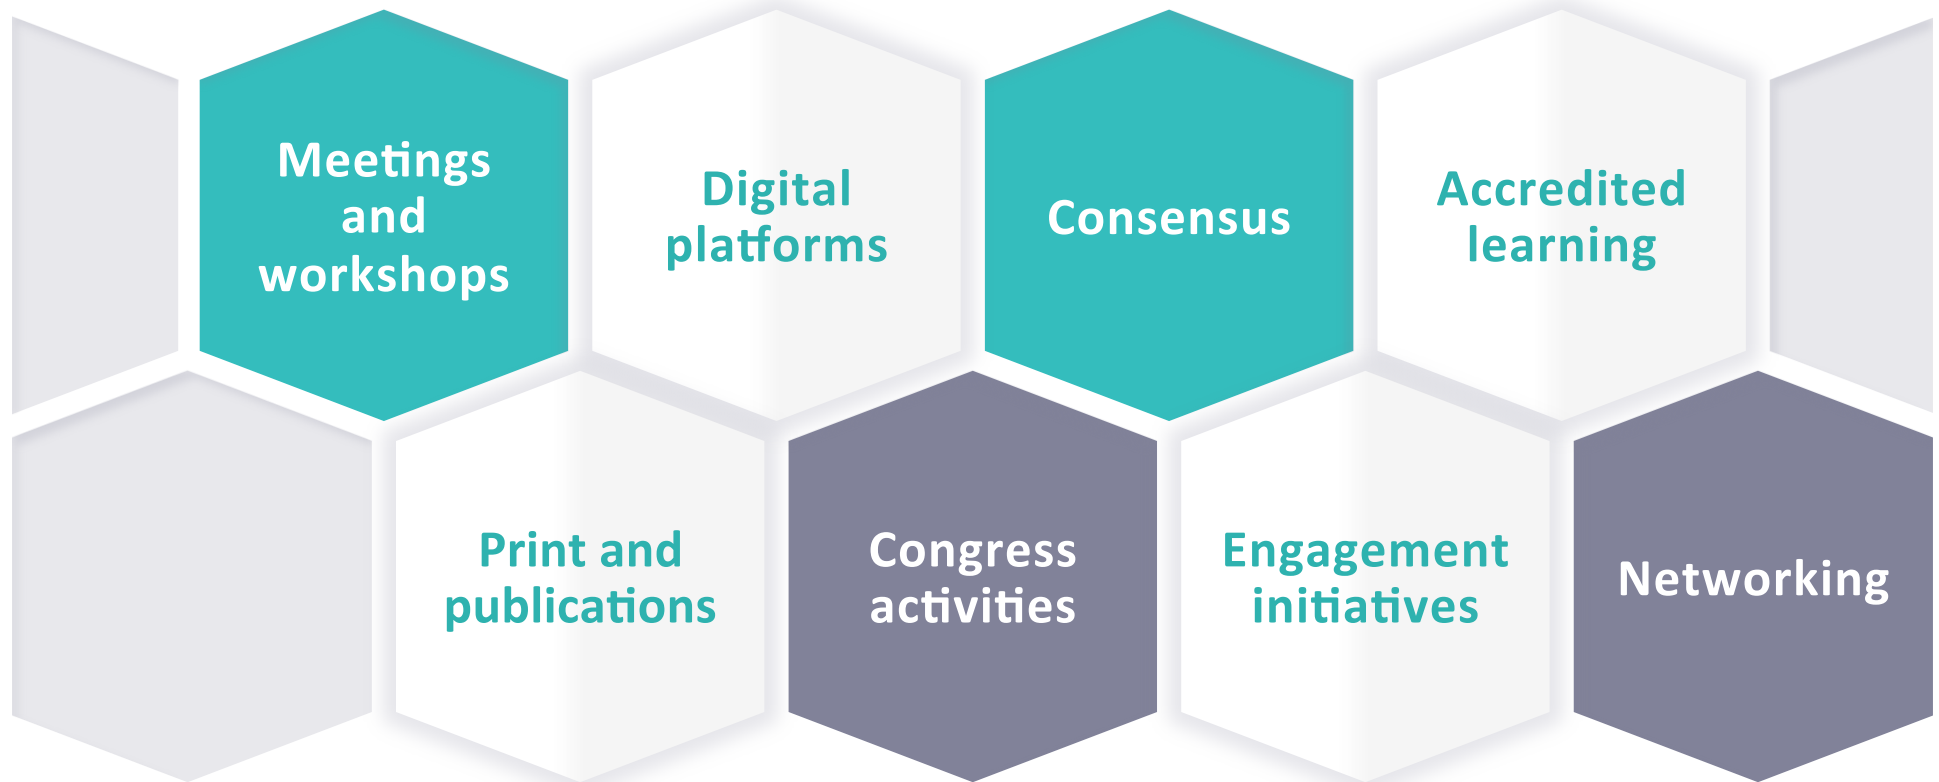 Meetings
and
workshops
Digital
platforms
Consensus
Accredited
learning
Print and
publications
Congress
activities
Engagement
initiatives
Networking